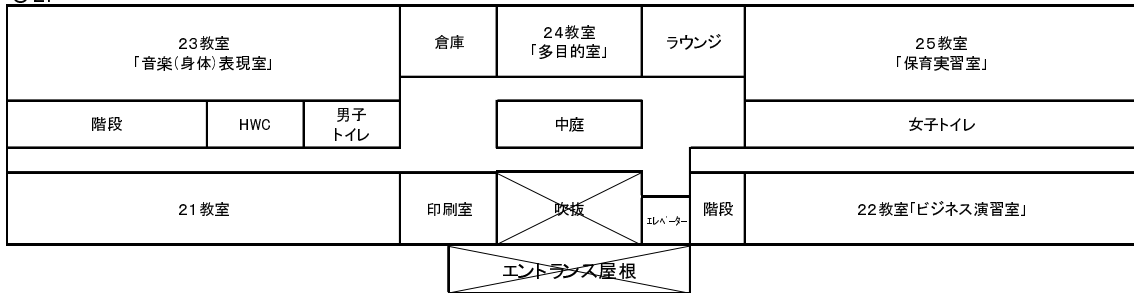 23教室
「音楽(身体)表現室」
倉庫
24教室
「多目的室」
ラウンジ
25教室
「保育実習室」
階段
HWC
男子
トイレ
中庭
女子トイレ
21教室
印刷室
吹抜
エレベーター
階段
22教室「ビジネス演習室」
エントランス屋根